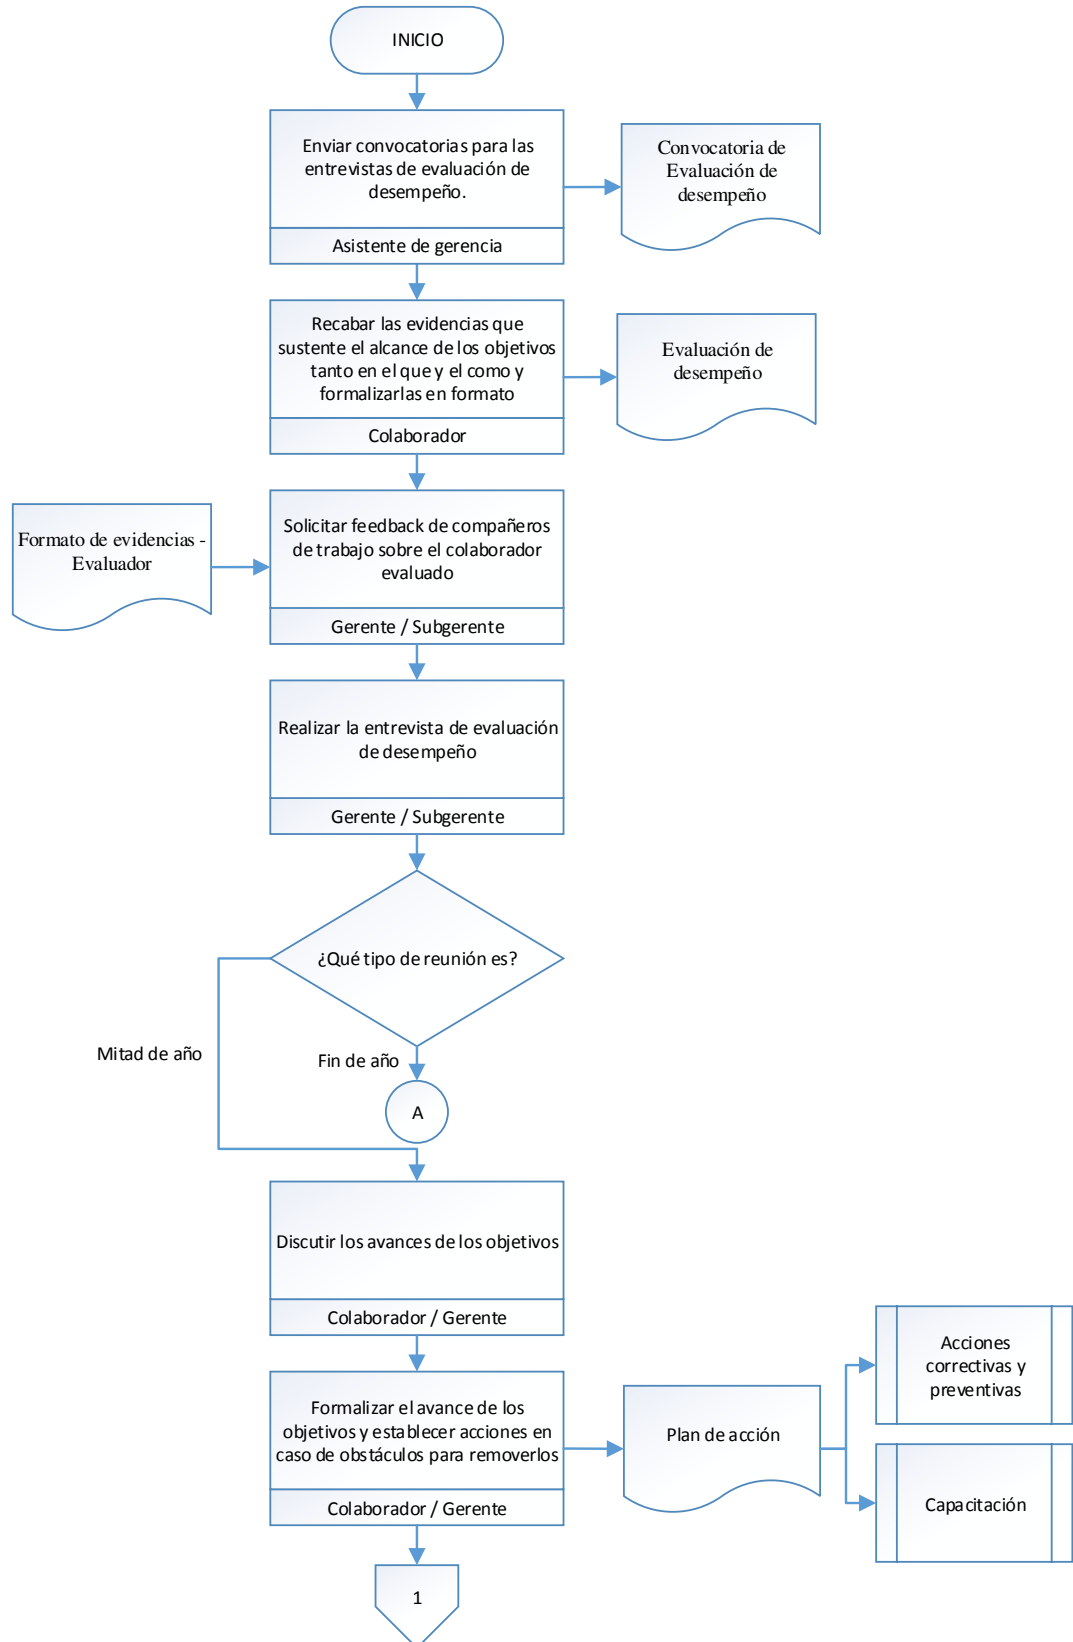 INICIO
Enviar convocatorias para las
entrevistas de evaluación de
desempeño.
Asistente de gerencia
Convocatoria de
Evaluación de
desempeño
Recabar las evidencias que
sustente el alcance de los objetivos
tanto en el que y el como y
formalizarlas en formato
Colaborador
Evaluación de
desempeño
Formato de evidencias -
Evaluador
Solicitar feedback de compañeros
de trabajo sobre el colaborador
evaluado
Gerente / Subgerente
Realizar la entrevista de evaluación
de desempeño
Gerente / Subgerente
¿Qué tipo de reunión es?
Mitad de año
Fin de año
A
Discutir los avances de los objetivos
Colaborador / Gerente
Formalizar el avance de los
objetivos y establecer acciones en
caso de obstáculos para removerlos
Colaborador / Gerente
Plan de acción
Acciones
correctivas y
preventivas
Capacitación
1